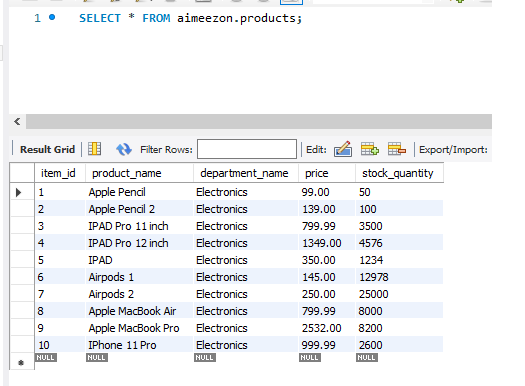 1 SELECT * FROM aimeezon.products;
Result Grid Filter Rows: Edit: Export/Import:
item_id product_name department_name price stock_quantity
1 Apple Pencil Electronics 99.00 50
2 Apple Pencil 2 Electronics 139.00 100
3 IPAD Pro 11 inch Electronics 799.99 3500
4 IPAD Pro 12 inch Electronics 1349.00 4576
5 IPAD Electronics 350.00 1234
6 Airpods 1 Electronics 145.00 12978
7 Airpods 2 Electronics 250.00 25000
8 Apple MacBook Air Electronics 799.99 8000
9 Apple MacBook Pro Electronics 2532.00 8200
10 IPhone 11 Pro Electronics 999.99 2600
NULL NULL NULL NULL NULL